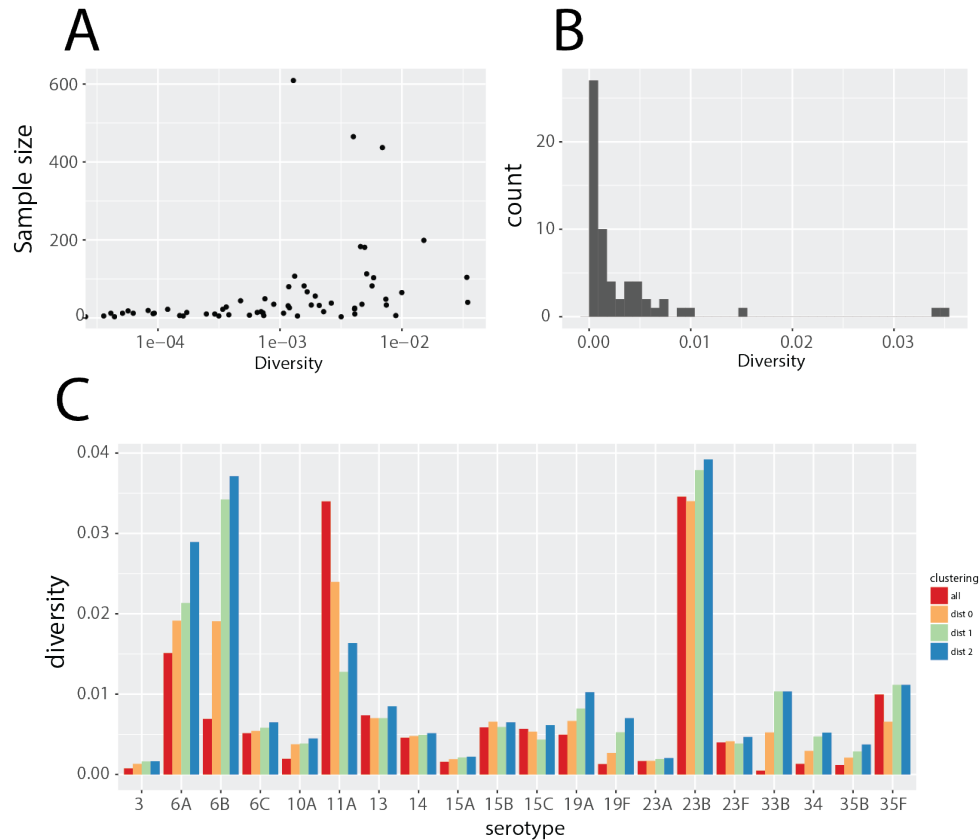 A
B
600
400
200
0
Sample size
1e−04
1e−03
1e−02
Diversity
20
10
0
count
0.00
0.01
0.02
0.03
Diversity
C
0.04
0.03
0.02
0.01
0.00
diversity
3 6A 6B 6C 10A 11A 13 14 15A 15B 15C 19A 19F 23A 23B 23F 33B 34 35B 35F
serotype
clustering
all
dist 0
dist 1
dist 2